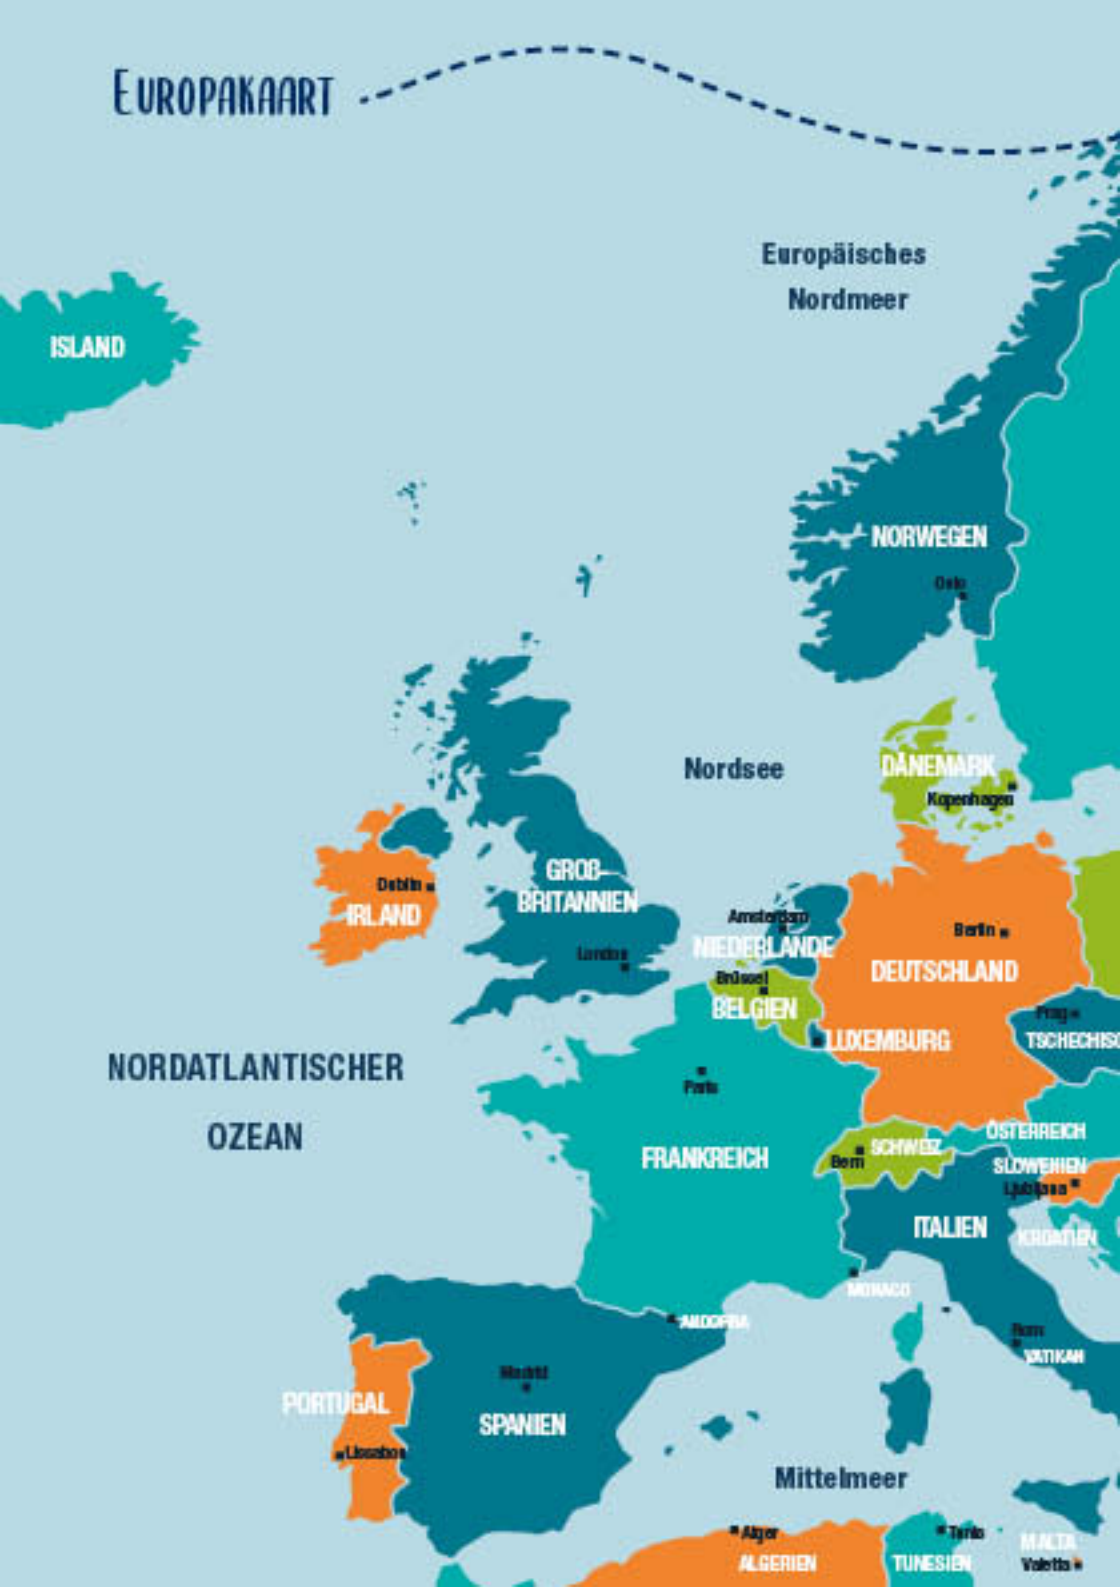 EUROPAKAART
Europäisches
Nordmeer
ISLAND
NORWEGEN
Oslo
Nordsee
DÄNEMARK
Kopenhagen
GROß-
BRITANNIEN
Dublin
IRLAND
London
Amsterdam
NIEDERLANDE
Berlin
DEUTSCHLAND
Brüssel
BELGIEN
Prag
TSCHECHISC
LUXEMBURG
NORDATLANTISCHER
OZEAN
Paris
FRANKREICH
ÖSTERREICH
SCHWEIZ
Bern
SLOWENIEN
Ljubljana
ITALIEN
KROATIEN
MONACO
ANDORRA
Rom
VATIKAN
Madrid
PORTUGAL
SPANIEN
Lissabon
Mittelmeer
Alger
Tunis
MALTA
ALGERIEN
TUNESIEN
Valetta